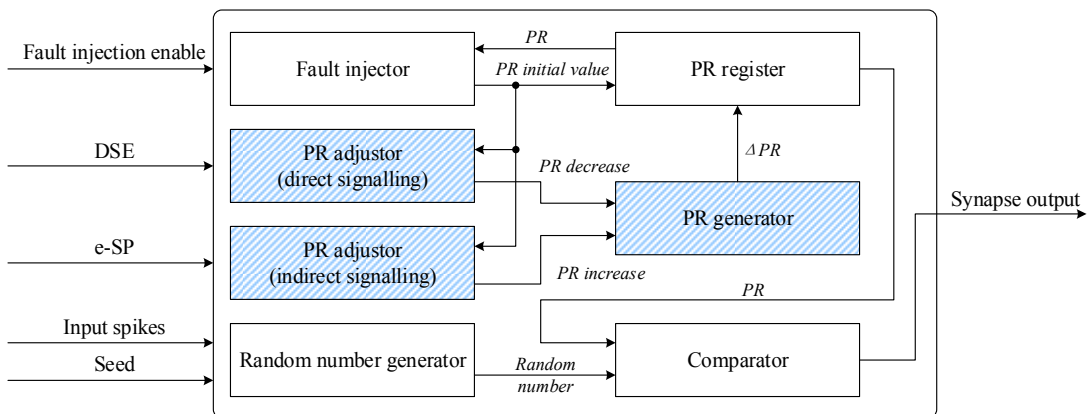 Fault injection enable
DSE
e-SP
Input spikes
Seed
Fault injector
PR
PR initial value
PR register
PR adjustor
(direct signalling)
PR decrease
ΔPR
PR generator
PR adjustor
(indirect signalling)
PR increase
PR
Random number generator
Random
number
Comparator
Synapse output